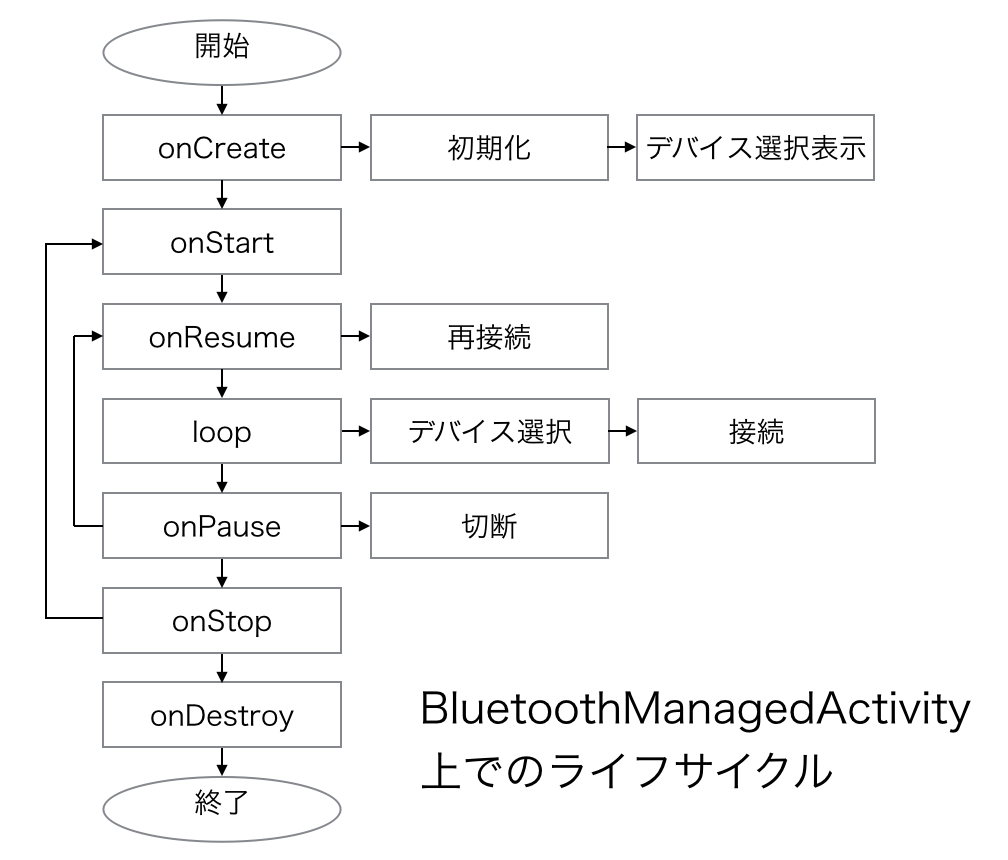 開始
onCreate
初期化
デバイス選択表示
onStart
onResume
再接続
loop
デバイス選択
接続
onPause
切断
onStop
onDestroy
終了
BluetoothManagedActivity
上でのライフサイクル